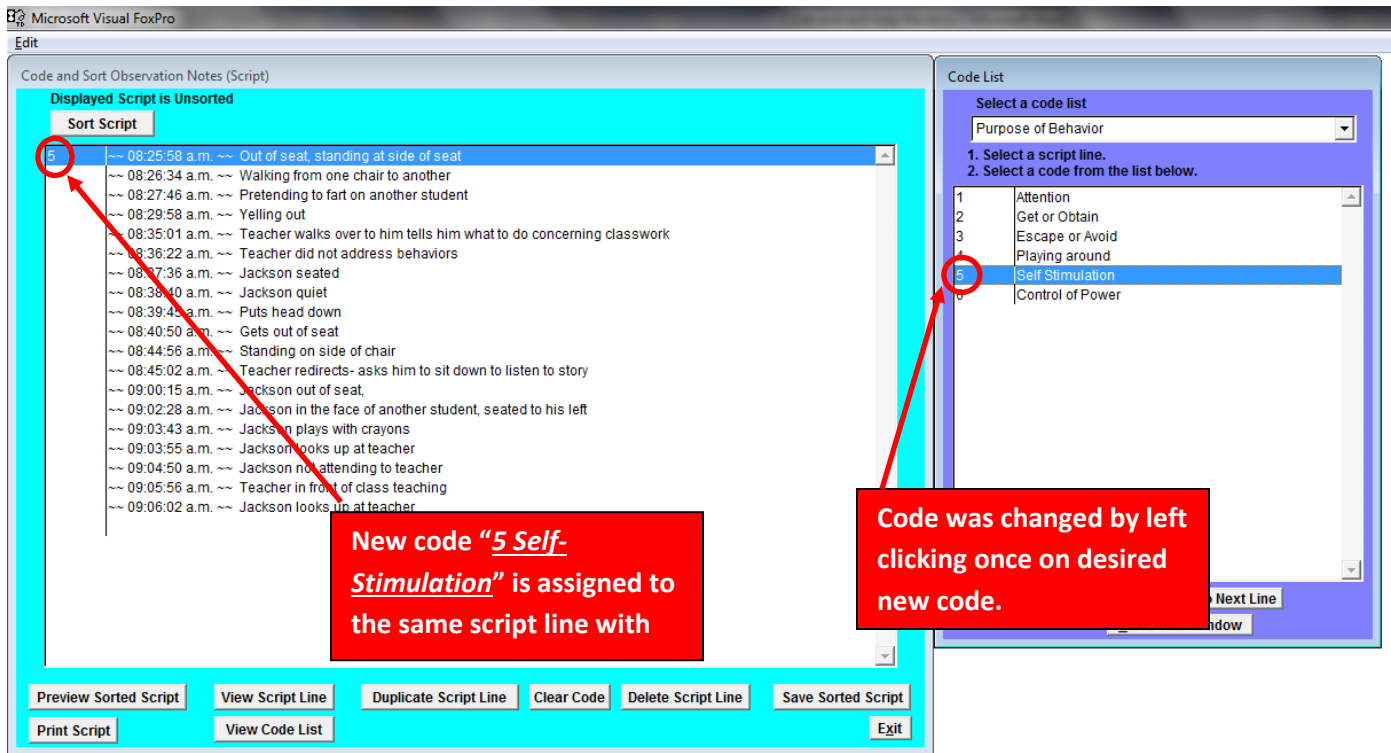 Microsoft Visual FoxPro
Edit
Code and Sort Observation Notes (Script)
Displayed Script is Unsorted
Sort Script
5 ~~ 08:25:58 a.m. ~~ Out of seat, standing at side of seat
~~ 08:26:34 a.m. ~~ Walking from one chair to another
~~ 08:27:46 a.m. ~~ Pretending to fart on another student
~~ 08:29:58 a.m. ~~ Yelling out
~~ 08:35:01 a.m. ~~ Teacher walks over to him tells him what to do concerning classwork
~~ 08:36:22 a.m. ~~ Teacher did not address behaviors
~~ 08:37:36 a.m. ~~ Jackson seated
~~ 08:38:40 a.m. ~~ Jackson quiet
~~ 08:39:45 a.m. ~~ Puts head down
~~ 08:40:50 a.m. ~~ Gets out of seat
~~ 08:44:56 a.m. ~~ Standing on side of chair
~~ 08:45:02 a.m. ~~ Teacher redirects- asks him to sit down to listen to story
~~ 09:00:15 a.m. ~~ Jackson out of seat,
~~ 09:02:28 a.m. ~~ Jackson in the face of another student, seated to his left
~~ 09:03:43 a.m. ~~ Jackson plays with crayons
~~ 09:03:55 a.m. ~~ Jackson looks up at teacher
~~ 09:04:50 a.m. ~~ Jackson not attending to teacher
~~ 09:05:56 a.m. ~~ Teacher in front of class teaching
~~ 09:06:02 a.m. ~~ Jackson looks up at teacher
New code “5 Self-
Stimulation” is assigned to
the same script line with
Preview Sorted Script View Script Line Duplicate Script Line Clear Code Delete Script Line Save Sorted Script
Print Script View Code List Exit
Code List
Select a code list
Purpose of Behavior
1. Select a script line.
2. Select a code from the list below.
1 Attention
2 Get or Obtain
3 Escape or Avoid
4 Playing around
5 Self Stimulation
6 Control of Power
Code was changed by left
clicking once on desired
new code.
Next Line